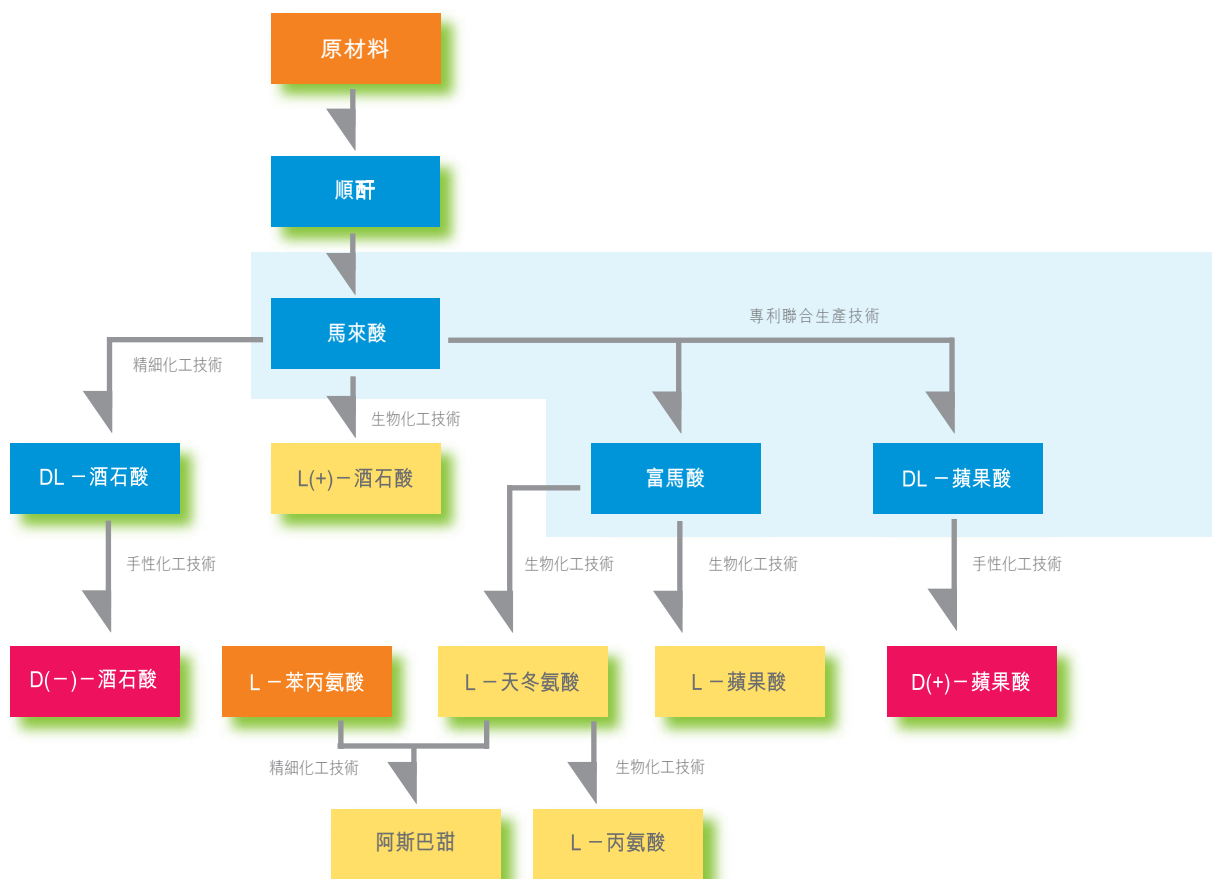 原材料
順酐
馬來酸
專利聯合生產技術
精細化工技術
生物化工技術
DL－酒石酸
L(+)－酒石酸
富馬酸
DL－蘋果酸
手性化工技術
生物化工技術
生物化工技術
手性化工技術
D(－)－酒石酸
L－苯丙氨酸
L－天冬氨酸
L－蘋果酸
D(+)－蘋果酸
精細化工技術
生物化工技術
阿斯巴甜
L－丙氨酸